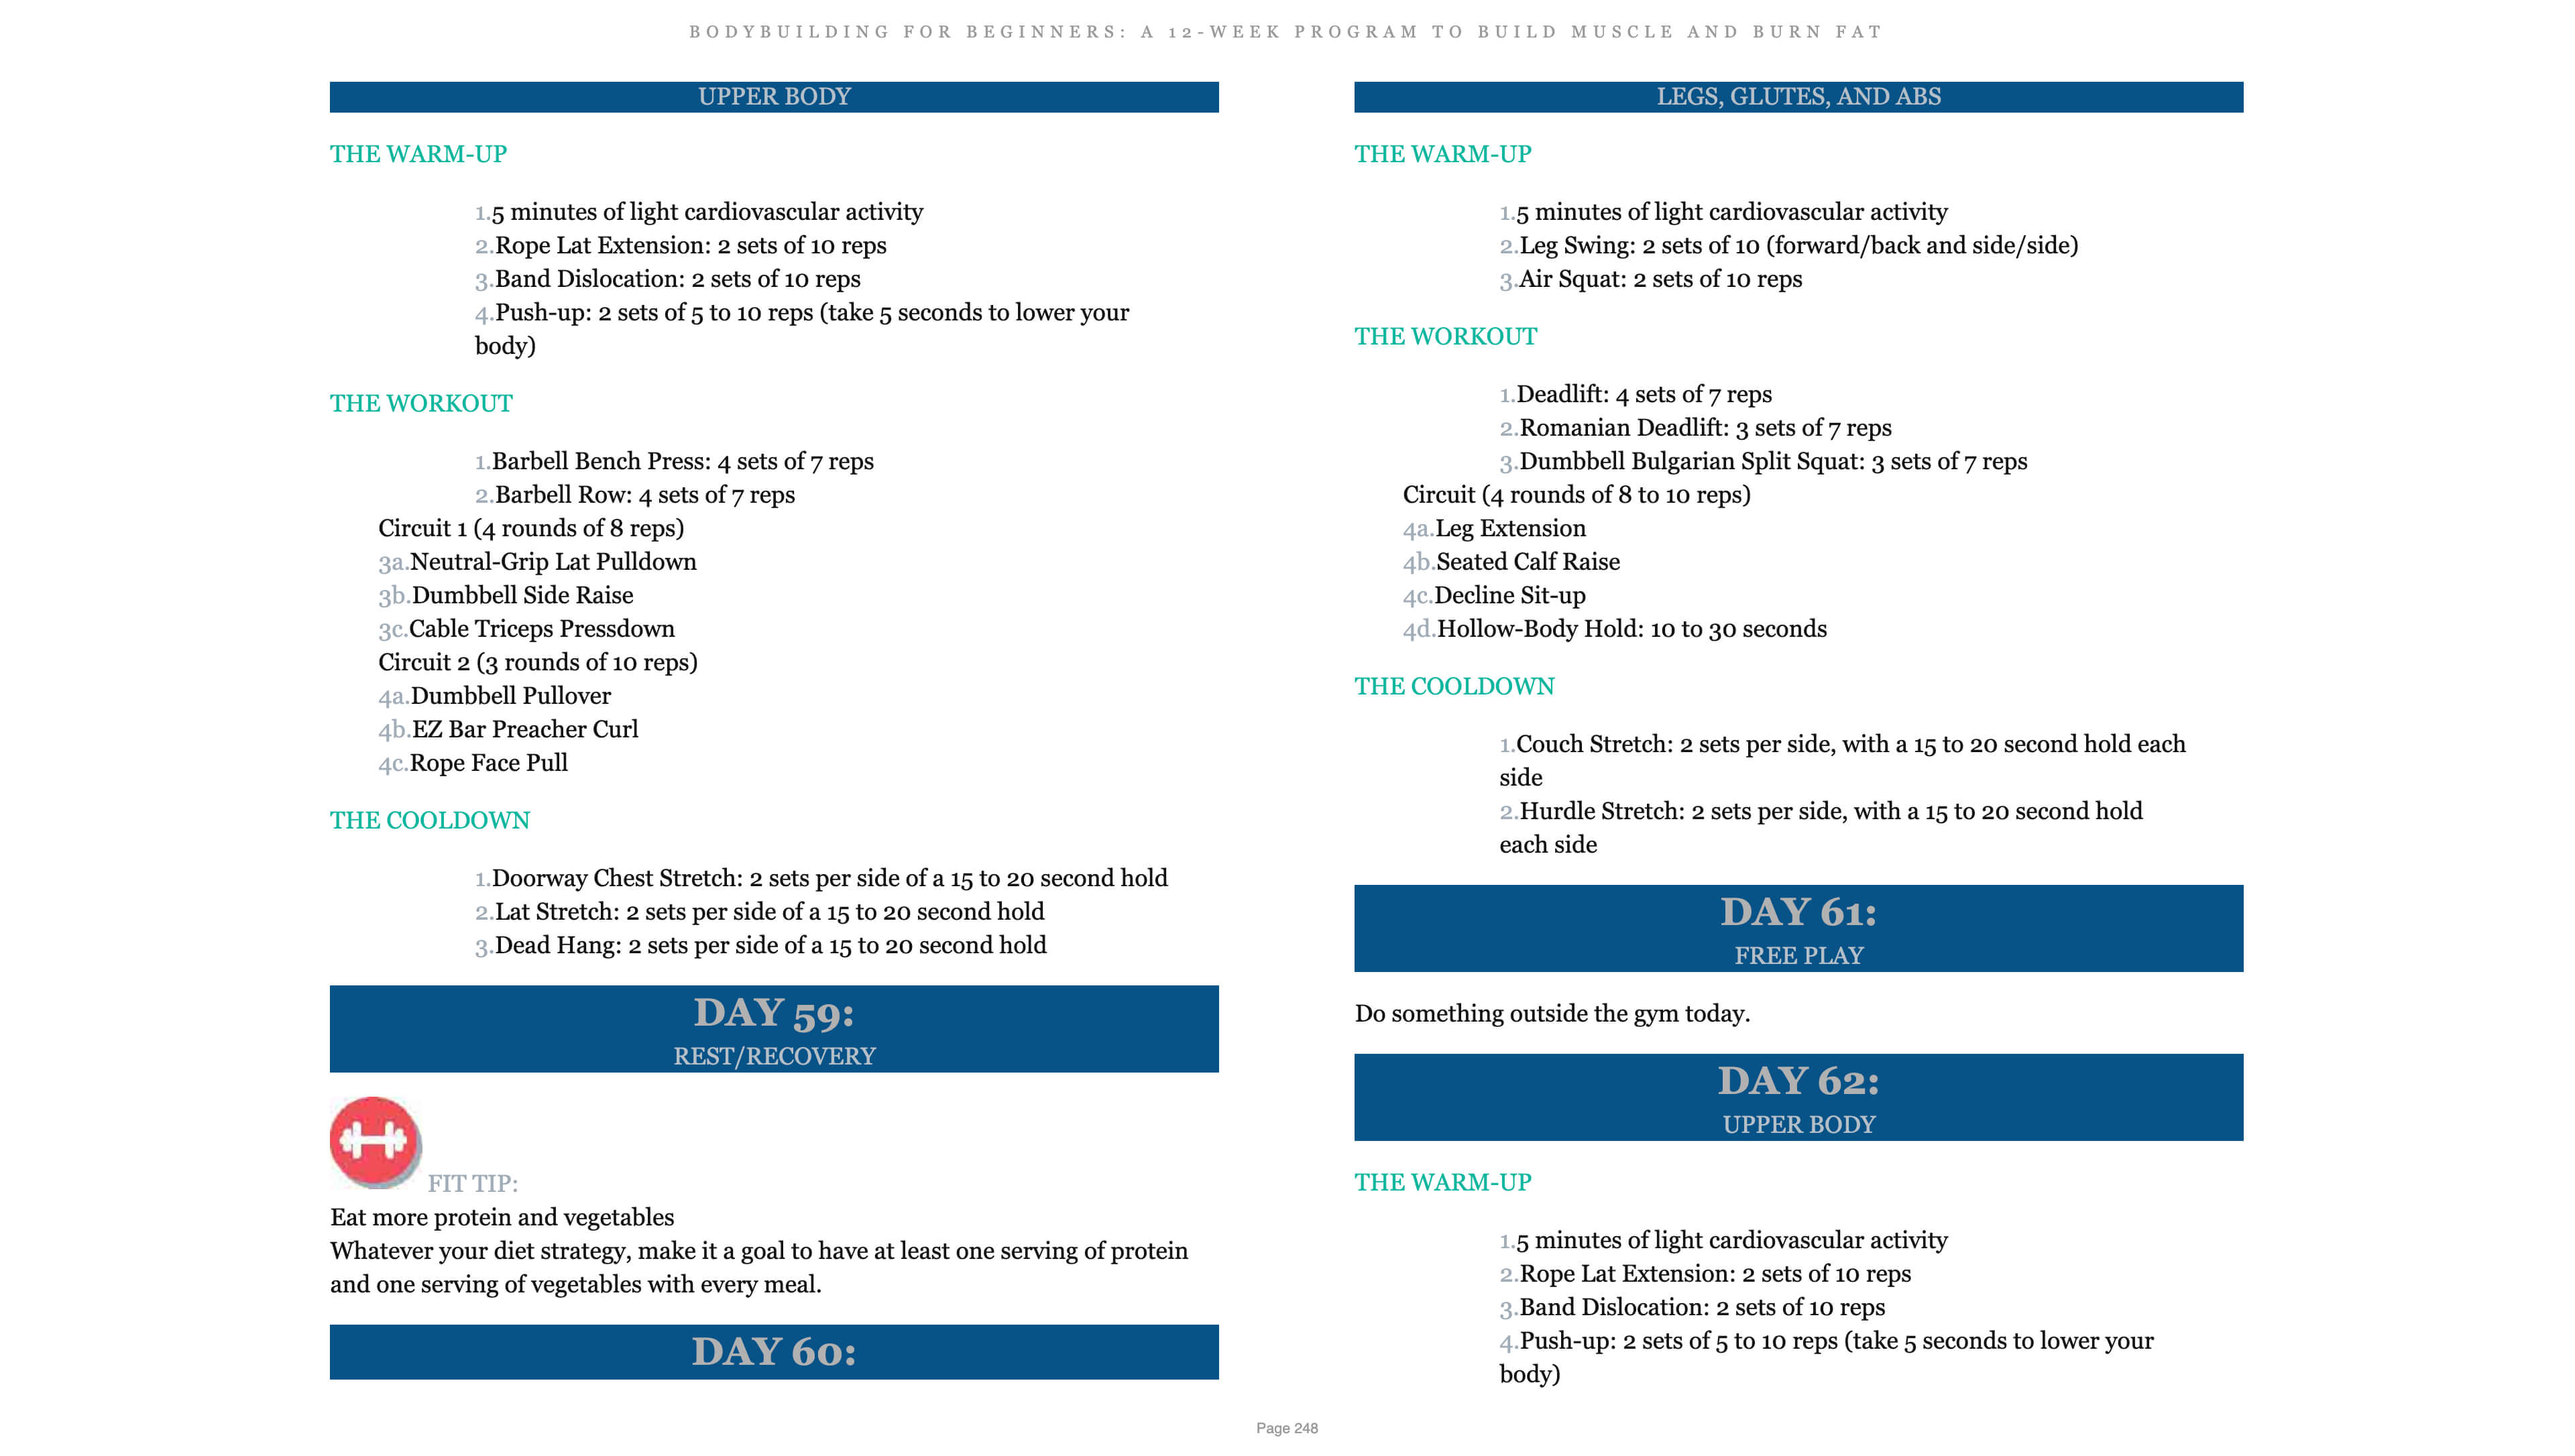 BODYBUILDING FOR BEGINNERS: A 12-WEEK PROGRAM TO BUILD MUSCLE AND BURN FAT
UPPER BODY
THE WARM-UP
1.5 minutes of light cardiovascular activity
2.Rope Lat Extension: 2 sets of 10 reps
3.Band Dislocation: 2 sets of 10 reps
4.Push-up: 2 sets of 5 to 10 reps (take 5 seconds to lower your
body)
THE WORKOUT
1.Barbell Bench Press: 4 sets of 7 reps
2.Barbell Row: 4 sets of 7 reps
Circuit 1 (4 rounds of 8 reps)
3a.Neutral-Grip Lat Pulldown
3b.Dumbbell Side Raise
3c.Cable Triceps Pressdown
Circuit 2 (3 rounds of 10 reps)
4a.Dumbbell Pullover
4b.EZ Bar Preacher Curl
4c.Rope Face Pull
THE COOLDOWN
1.Doorway Chest Stretch: 2 sets per side of a 15 to 20 second hold
2.Lat Stretch: 2 sets per side of a 15 to 20 second hold
3.Dead Hang: 2 sets per side of a 15 to 20 second hold
DAY 59:
REST/RECOVERY
FIT TIP:
Eat more protein and vegetables
Whatever your diet strategy, make it a goal to have at least one serving of protein
and one serving of vegetables with every meal.
DAY 60:
LEGS, GLUTES, AND ABS
THE WARM-UP
1.5 minutes of light cardiovascular activity
2.Leg Swing: 2 sets of 10 (forward/back and side/side)
3.Air Squat: 2 sets of 10 reps
THE WORKOUT
1.Deadlift: 4 sets of 7 reps
2.Romanian Deadlift: 3 sets of 7 reps
3.Dumbbell Bulgarian Split Squat: 3 sets of 7 reps
Circuit (4 rounds of 8 to 10 reps)
4a.Leg Extension
4b.Seated Calf Raise
4c.Decline Sit-up
4d.Hollow-Body Hold: 10 to 30 seconds
THE COOLDOWN
1.Couch Stretch: 2 sets per side, with a 15 to 20 second hold each
side
2.Hurdle Stretch: 2 sets per side, with a 15 to 20 second hold
each side
DAY 61:
FREE PLAY
Do something outside the gym today.
DAY 62:
UPPER BODY
THE WARM-UP
1.5 minutes of light cardiovascular activity
2.Rope Lat Extension: 2 sets of 10 reps
3.Band Dislocation: 2 sets of 10 reps
4.Push-up: 2 sets of 5 to 10 reps (take 5 seconds to lower your
body)
Page 248